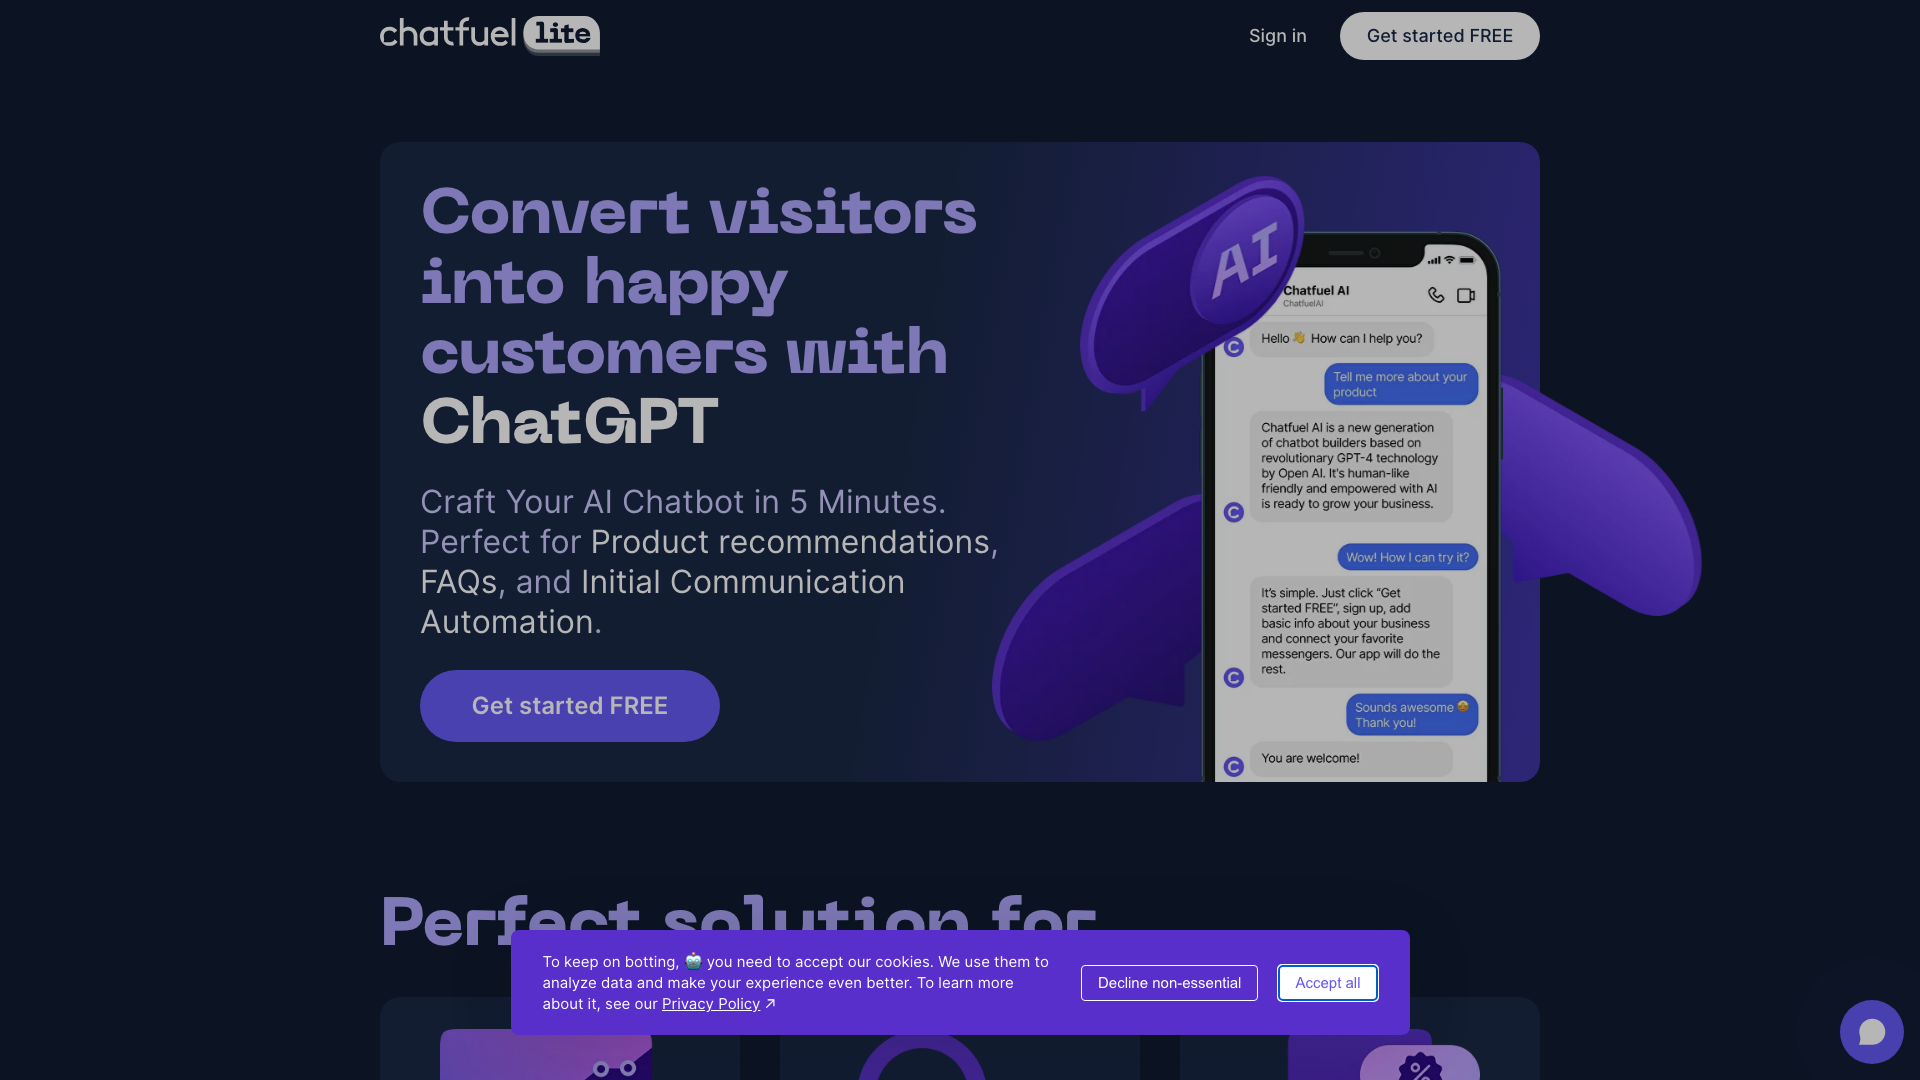 chatfuel lite
Sign in
Get started FREE
Convert visitors
into happy
customers with
ChatGPT
Craft Your AI Chatbot in 5 Minutes.
Perfect for Product recommendations,
FAQs, and Initial Communication
Automation.
Get started FREE
AI
Chatfuel AI
ChatfuelAI
Hello 👋 How can I help you?
Tell me more about your
product
Chatfuel AI is a new generation
of chatbot builders based on
revolutionary GPT-4 technology
by Open AI. It's human-like
friendly and empowered with AI
is ready to grow your business.
Wow! How I can try it?
It's simple. Just click “Get
started FREE”, sign up, add
basic info about your business
and connect your favorite
messengers. Our app will do the
rest.
Sounds awesome 🤩
Thank you!
You are welcome!
Perfect solution for
To keep on botting, 🤖 you need to accept our cookies. We use them to
analyze data and make your experience even better. To learn more
about it, see our Privacy Policy ↗
Decline non-essential
Accept all